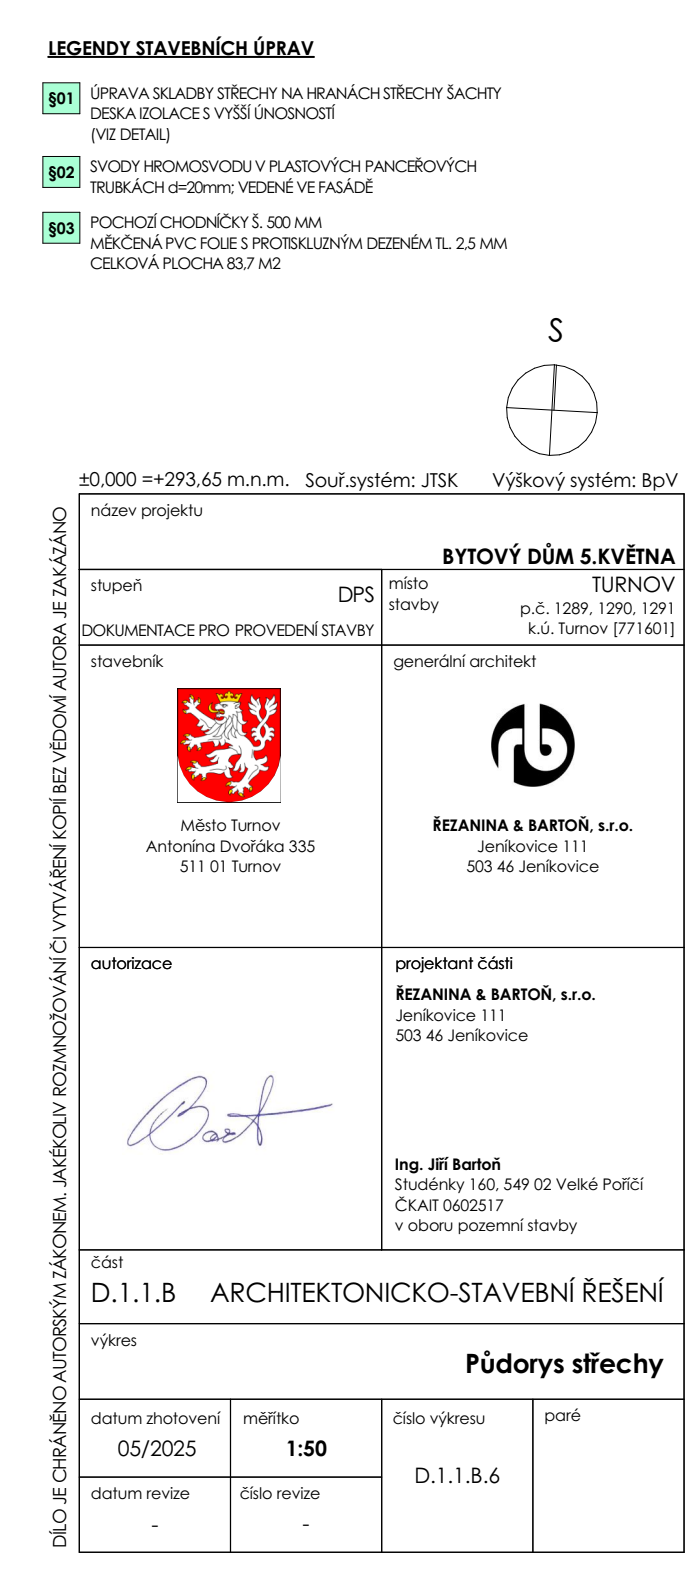 LEGENDY STAVEBNÍCH ÚPRAV
§01 ÚPRAVA SKLADBY STŘECHY NA HRANÁCH STŘECHY ŠACHTY
DESKA IZOLACE S VYŠŠÍ ÚNOSNOSTÍ
(VIZ DETAIL)
§02 SVODY HROMOSVODU V PLASTOVÝCH PANCEŘOVÝCH
TRUBKÁCH d=20mm; VEDENÉ VE FASÁDĚ
§03 POCHOZÍ CHODNÍČKY Š. 500 MM
MĚKČENÁ PVC FOLIE S PROTISKLUZNÝM DEZENÉM TL. 2,5 MM
CELKOVÁ PLOCHA 83,7 M2
S
±0,000 =+293,65 m.n.m. Souř.systém: JTSK Výškový systém: BpV
DÍLO JE CHRÁNĚNO AUTORSKÝM ZÁKONEM. JAKÉKOLIV ROZMNOŽOVÁNÍ ČI VYTVÁŘENÍ KOPIÍ BEZ VĚDOMÍ AUTORA JE ZAKÁZÁNO
název projektu
BYTOVÝ DŮM 5.KVĚTNA
stupeň
DPS
DOKUMENTACE PRO PROVEDENÍ STAVBY
místo
stavby
TURNOV
p.č. 1289, 1290, 1291
k.ú. Turnov [771601]
stavebník
Město Turnov
Antonína Dvořáka 335
511 01 Turnov
generální architekt
rb
ŘEZANINA & BARTOŇ, s.r.o.
Jeníkovice 111
503 46 Jeníkovice
autorizace
Bart
projektant části
ŘEZANINA & BARTOŇ, s.r.o.
Jeníkovice 111
503 46 Jeníkovice
Ing. Jiří Bartoň
Studénky 160, 549 02 Velké Poříčí
ČKAIT 0602517
v oboru pozemní stavby
část
D.1.1.B ARCHITEKTONICKO-STAVEBNÍ ŘEŠENÍ
výkres
Půdorys střechy
datum zhotovení
05/2025
měřítko
1:50
číslo výkresu
D.1.1.B.6
paré
datum revize
-
číslo revize
-